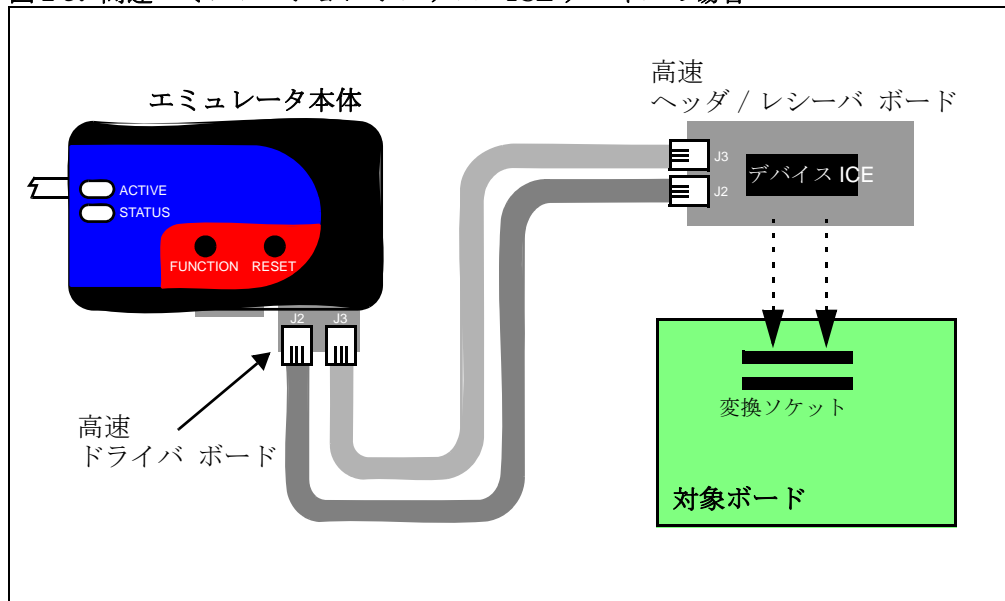 高速
ヘッダ / レシーバ ボード
エミュレータ本体
J3
デバイス ICE
J2
ACTIVE
STATUS
FUNCTION RESET
J2 J3
高速
ドライバ ボード
変換ソケット
対象ボード